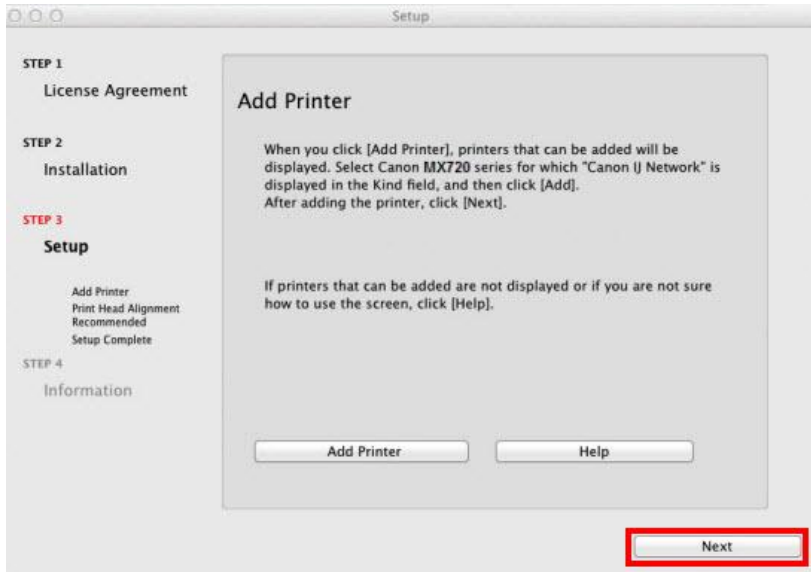 Setup
STEP 1
License Agreement
STEP 2
Installation
STEP 3
Setup
Add Printer
Print Head Alignment
Recommended
Setup Complete
STEP 4
Information
Add Printer
When you click [Add Printer], printers that can be added will be
displayed. Select Canon MX720 series for which "Canon IJ Network" is
displayed in the Kind field, and then click [Add].
After adding the printer, click [Next].
If printers that can be added are not displayed or if you are not sure
how to use the screen, click [Help].
Add Printer
Help
Next